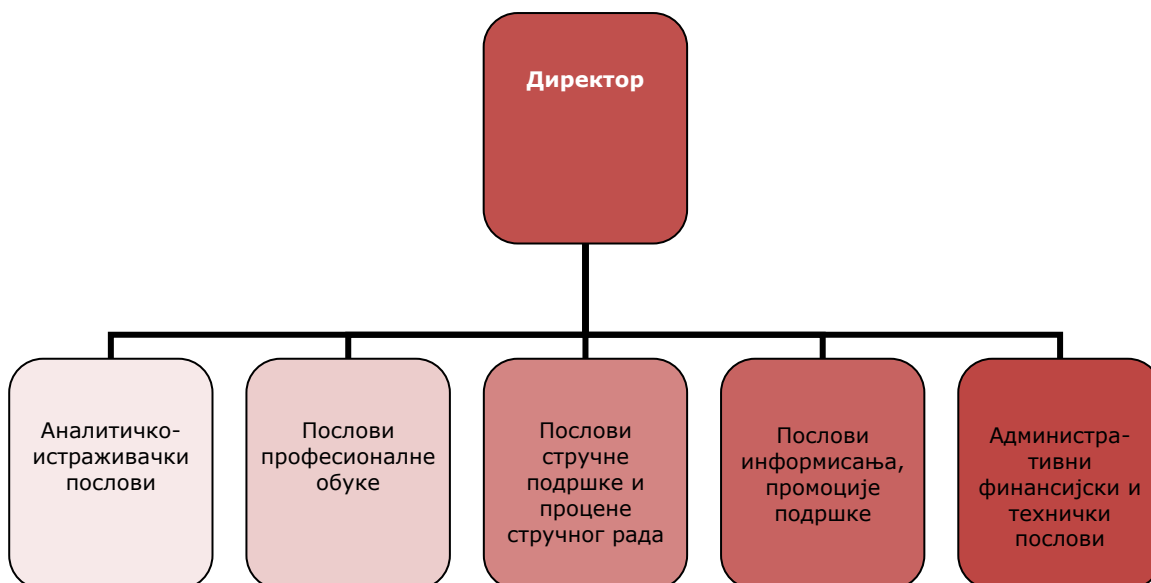 Директор
Аналитичко-
истраживачки
послови
Послови
професионалне
обуке
Послови
стручне
подршке и
процене
стручног рада
Послови
информисања,
промоције
подршке
Администра-
тивни
финансијски и
технички
послови